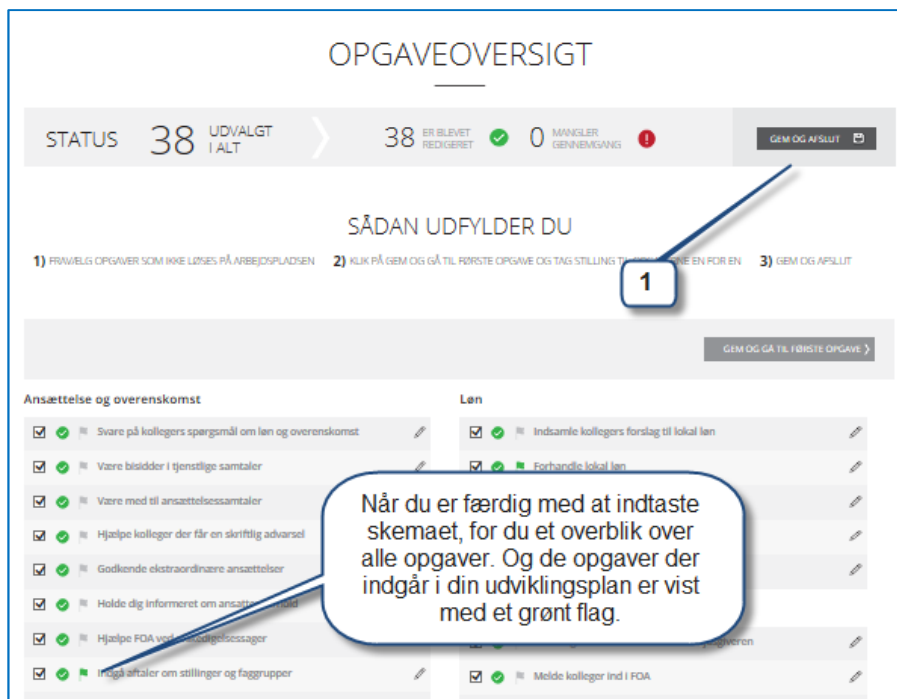 OPGAVEOVERSIGT
STATUS 38 UDVALGT I ALT 38 ER BLEVET REDIGERET 0 MANGLER GENNEMGANG GEM OG AFSLUT
SÅDAN UDFYLDER DU
1) FRAVÆLG OPGAVER SOM IKKE LØSES PÅ ARBEJDSPLADSEN 2) KLIK PÅ GEM OG GÅ TIL FØRSTE OPGAVE OG TAG STILLING EN FOR EN 3) GEM OG AFSLUT
1
GEM OG GÅ TIL FØRSTE OPGAVE
Ansættelse og overenskomst
Svare på kollegers spørgsmål om løn og overenskomst
Være bisidder i tjenstlige samtaler
Være med til ansættelsessamtaler
Hjælpe kolleger der får en skriftlig advarsel
Godkende ekstraordinære ansættelser
Holde dig informeret om
Hjælpe FOA ved
Indgå aftaler om stillinger og faggrupper
Løn
Indsamle kollegers forslag til lokal løn
Forhandle lokal løn
Melde kolleger ind i FOA
Når du er færdig med at indtaste
skemaet, for du et overblik over
alle opgaver. Og de opgaver der
indgår i din udviklingsplan er vist
med et grønt flag.